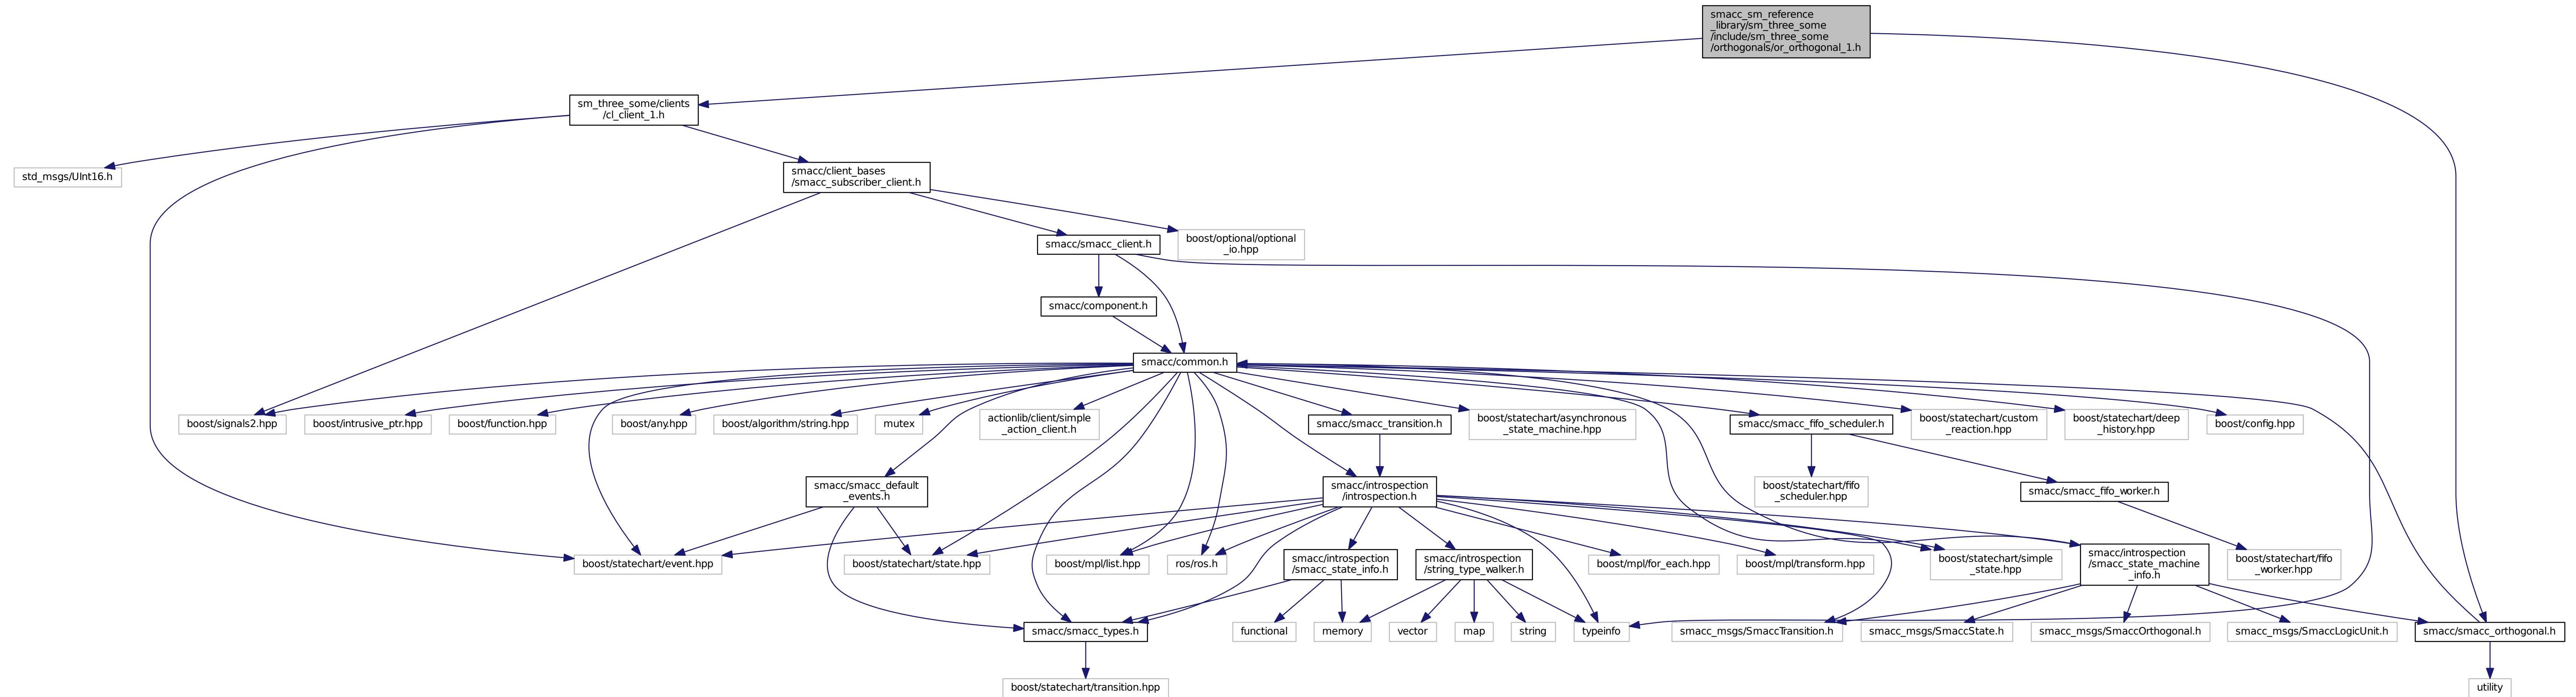 smacc_sm_reference
_library/sm_three_some
/include/sm_three_some
/orthogonals/or_orthogonal_1.h
sm_three_some/clients
/cl_client_1.h
std_msgs/UInt16.h
smacc/client_bases
/smacc_subscriber_client.h
smacc/smacc_client.h
boost/optional/optional
_io.hpp
smacc/component.h
smacc/common.h
boost/signals2.hpp
boost/intrusive_ptr.hpp
boost/function.hpp
boost/any.hpp
boost/algorithm/string.hpp
mutex
actionlib/client/simple
_action_client.h
smacc/smacc_transition.h
boost/statechart/asynchronous
_state_machine.hpp
smacc/smacc_fifo_scheduler.h
boost/statechart/custom
_reaction.hpp
boost/statechart/deep
_history.hpp
boost/config.hpp
smacc/smacc_default
_events.h
smacc/introspection
/introspection.h
boost/statechart/fifo
_scheduler.hpp
smacc/smacc_fifo_worker.h
boost/statechart/event.hpp
boost/statechart/state.hpp
boost/mpl/list.hpp
ros/ros.h
smacc/introspection
/smacc_state_info.h
smacc/introspection
/string_type_walker.h
boost/mpl/for_each.hpp
boost/mpl/transform.hpp
boost/statechart/simple
_state.hpp
smacc/introspection
/smacc_state_machine
_info.h
boost/statechart/fifo
_worker.hpp
smacc/smacc_types.h
functional
memory
vector
map
string
typeinfo
smacc_msgs/SmaccTransition.h
smacc_msgs/SmaccState.h
smacc_msgs/SmaccOrthogonal.h
smacc_msgs/SmaccLogicUnit.h
smacc/smacc_orthogonal.h
boost/statechart/transition.hpp
utility